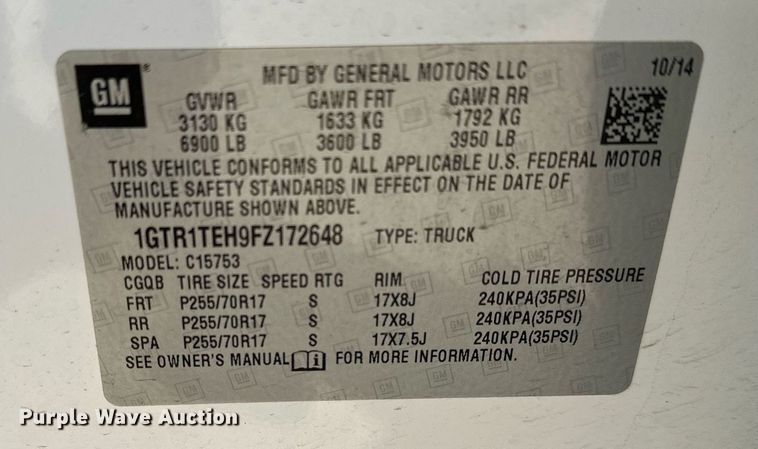 GM
MFD BY GENERAL MOTORS LLC 10/14
GVWR GAWR FRT GAWR RR
3130 KG 1633 KG 1792 KG
6900 LB 3600 LB 3950 LB
THIS VEHICLE CONFORMS TO ALL APPLICABLE U.S. FEDERAL MOTOR
VEHICLE SAFETY STANDARDS IN EFFECT ON THE DATE OF
MANUFACTURE SHOWN ABOVE.
1GTR1TEH9FZ172648 TYPE: TRUCK
MODEL: C15753
CGQB TIRE SIZE SPEED RTG RIM COLD TIRE PRESSURE
FRT P255/70R17 S 17X8J 240KPA(35PSI)
RR P255/70R17 S 17X8J 240KPA(35PSI)
SPA P255/70R17 S 17X7.5J 240KPA(35PSI)
SEE OWNER'S MANUAL i FOR MORE INFORMATION.
Purple Wave Auction